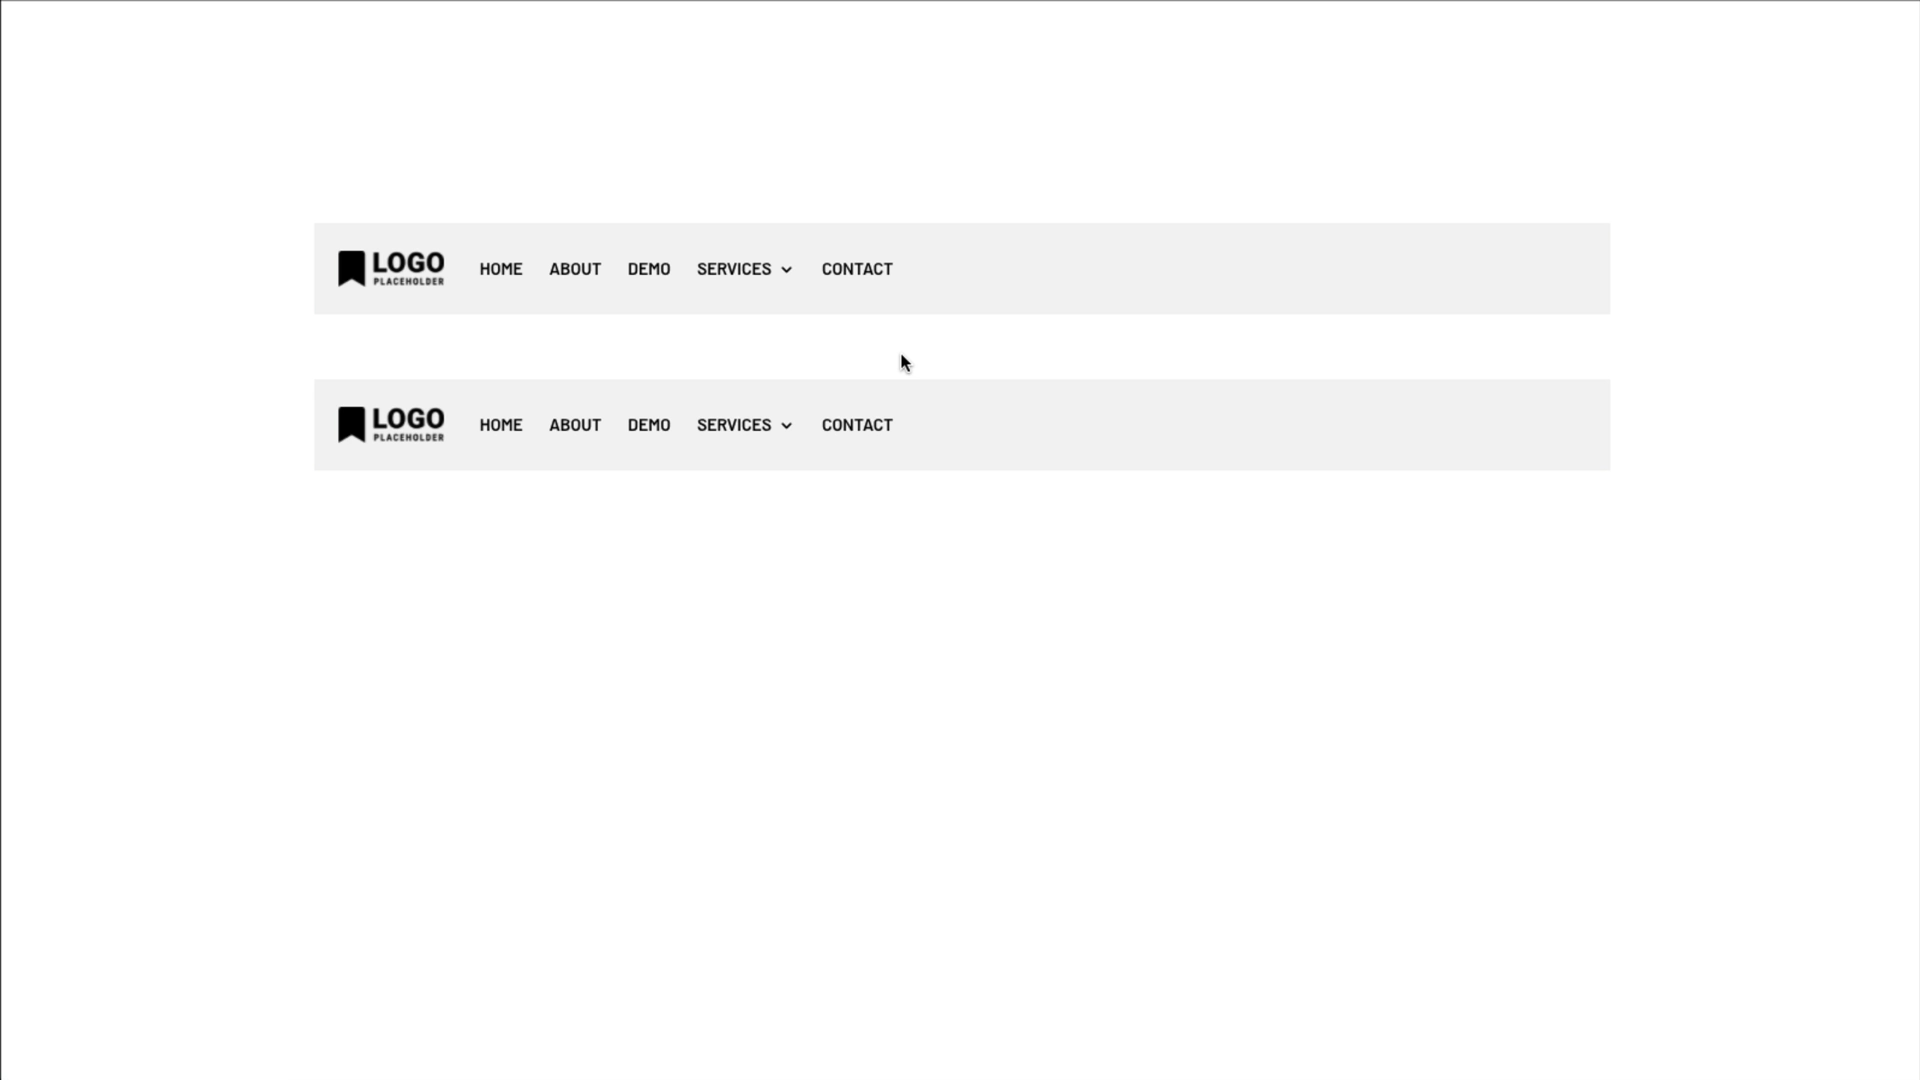 LOGO
PLACEHOLDER
HOME ABOUT DEMO SERVICES CONTACT
LOGO
PLACEHOLDER
HOME ABOUT DEMO SERVICES CONTACT